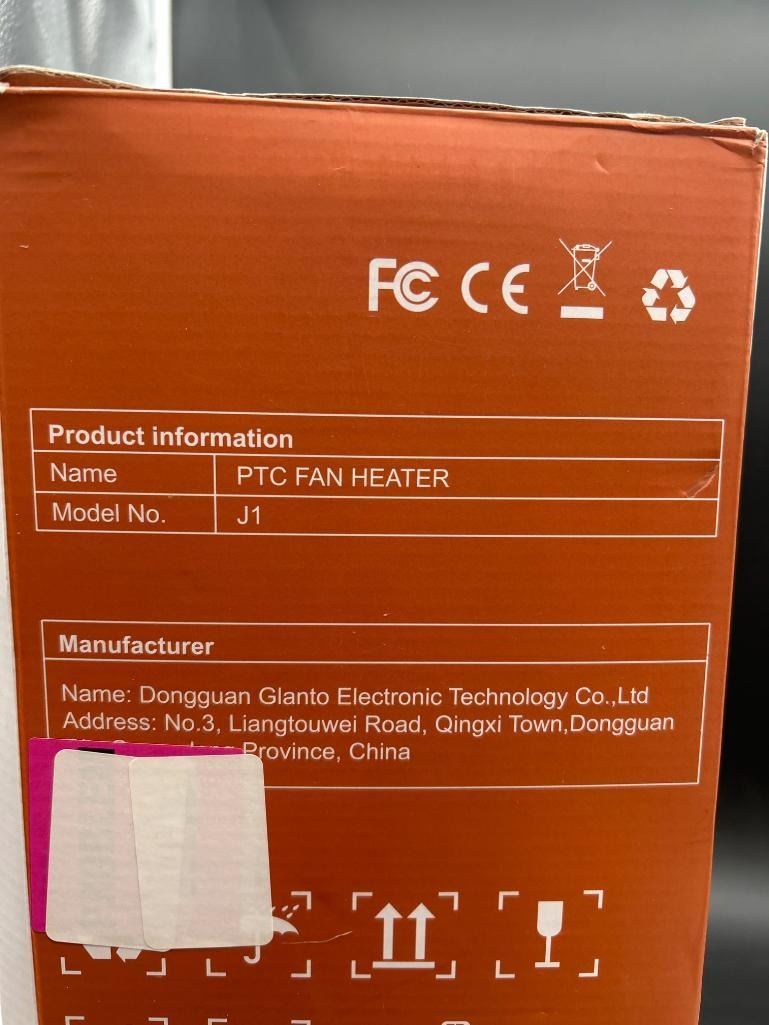 FC CE
Product information
Name PTC FAN HEATER
Model No. J1
Manufacturer
Name: Dongguan Glanto Electronic Technology Co.,Ltd
Address: No.3, Liangtouwei Road, Qingxi Town,Dongguan
Province, China